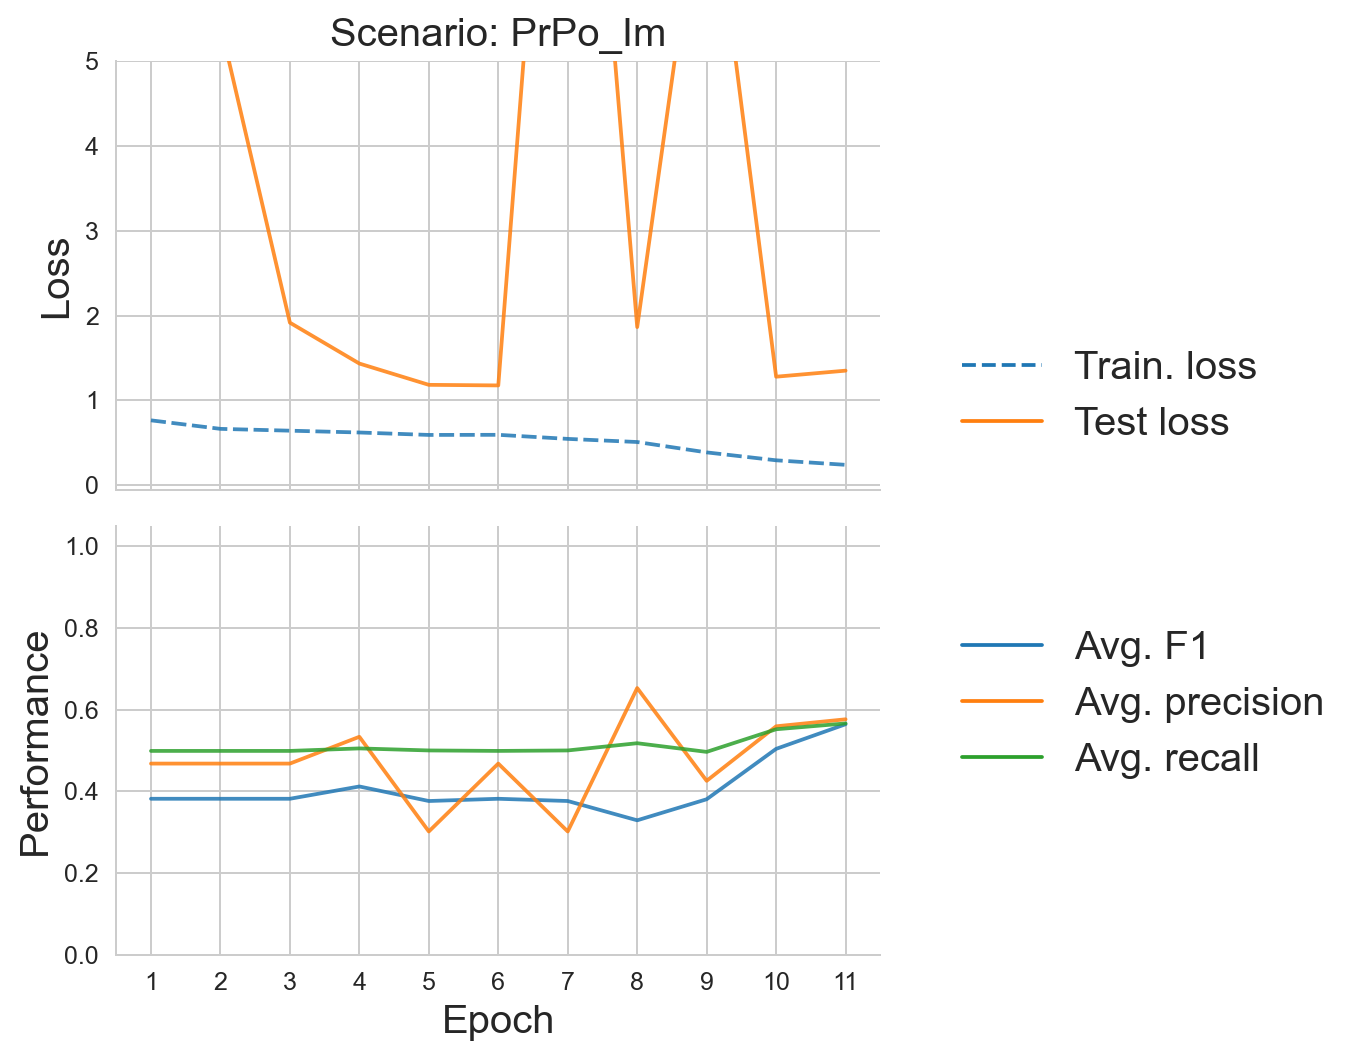 Scenario: PrPo_Im
5
4
3
2
1
0
Loss
Train. loss
Test loss
1.0
0.8
0.6
0.4
0.2
0.0
Performance
Avg. F1
Avg. precision
Avg. recall
1 2 3 4 5 6 7 8 9 10 11
Epoch